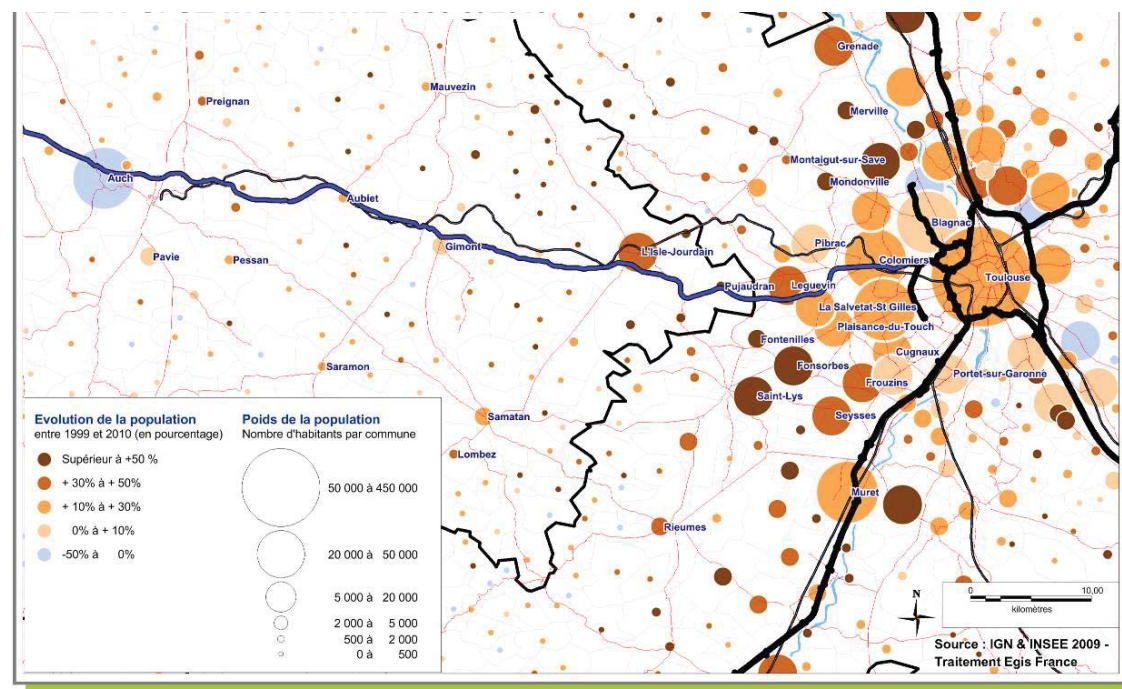 Grenade
Mauvezin
Preignan
Merville
Montaigut-sur-Save
Mondonville
Auch
Aubiet
Blagnac
Pibrac
Gimont
L'Isle-Jourdain
Pavie
Pessan
Colomiers
Toulouse
Pujaudran
Leguevin
La Salvetat-St Gilles
Plaisance-du-Touch
Fontenilles
Cugnaux
Saramon
Fonsorbes
Portet-sur-Garonne
Frouzins
Saint-Lys
Seysses
Samatan
Lombez
Muret
Rieumes
Evolution de la population
entre 1999 et 2010 (en pourcentage)
Supérieur à +50 %
+ 30% à + 50%
+ 10% à + 30%
0% à + 10%
-50% à 0%
Poids de la population
Nombre d'habitants par commune
50 000 à 450 000
20 000 à 50 000
5 000 à 20 000
2 000 à 5 000
500 à 2 000
0 à 500
N
0 10,00
kilomètres
Source : IGN & INSEE 2009 -
Traitement Egis France